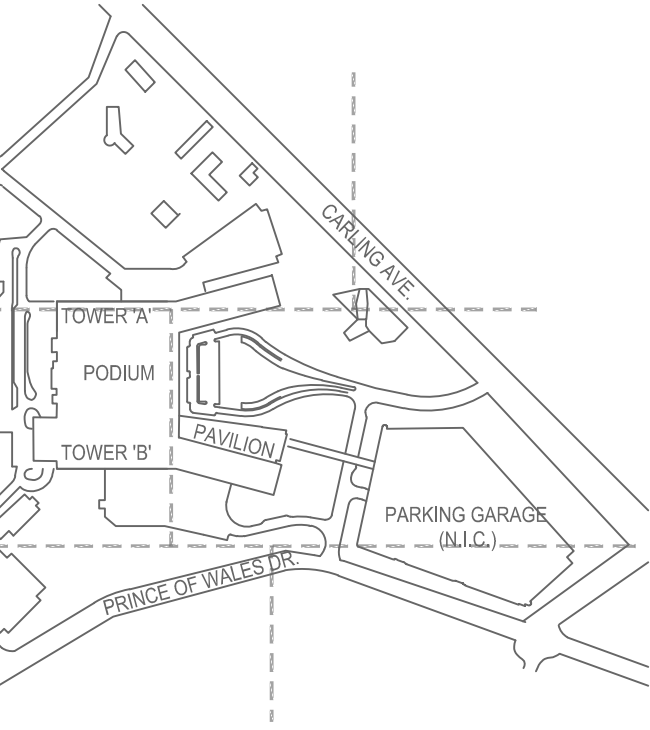 CARLING AVE.
TOWER 'A'
PODIUM
PAVILION
TOWER 'B'
PARKING GARAGE
(N.I.C.)
PRINCE OF WALES DR.